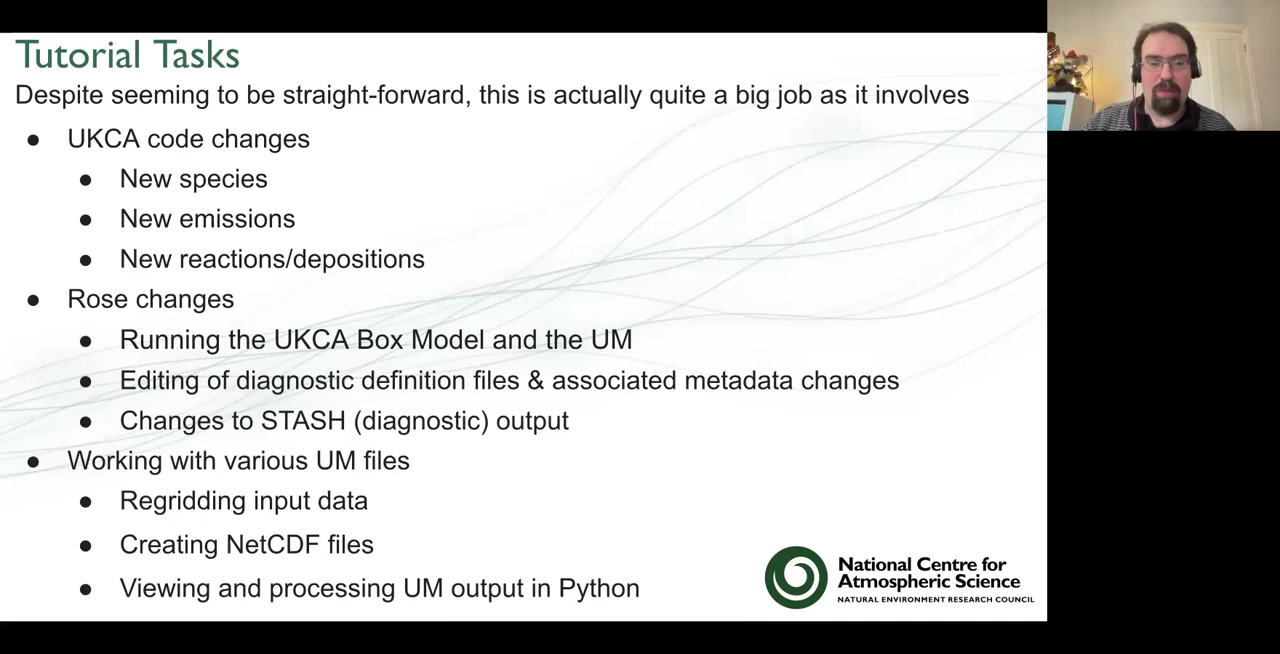 Tutorial Tasks
Despite seeming to be straight-forward, this is actually quite a big job as it involves
● UKCA code changes
● New species
● New emissions
● New reactions/depositions
● Rose changes
● Running the UKCA Box Model and the UM
● Editing of diagnostic definition files & associated metadata changes
● Changes to STASH (diagnostic) output
● Working with various UM files
● Regridding input data
● Creating NetCDF files
● Viewing and processing UM output in Python
National Centre for
Atmospheric Science
NATURAL ENVIRONMENT RESEARCH COUNCIL